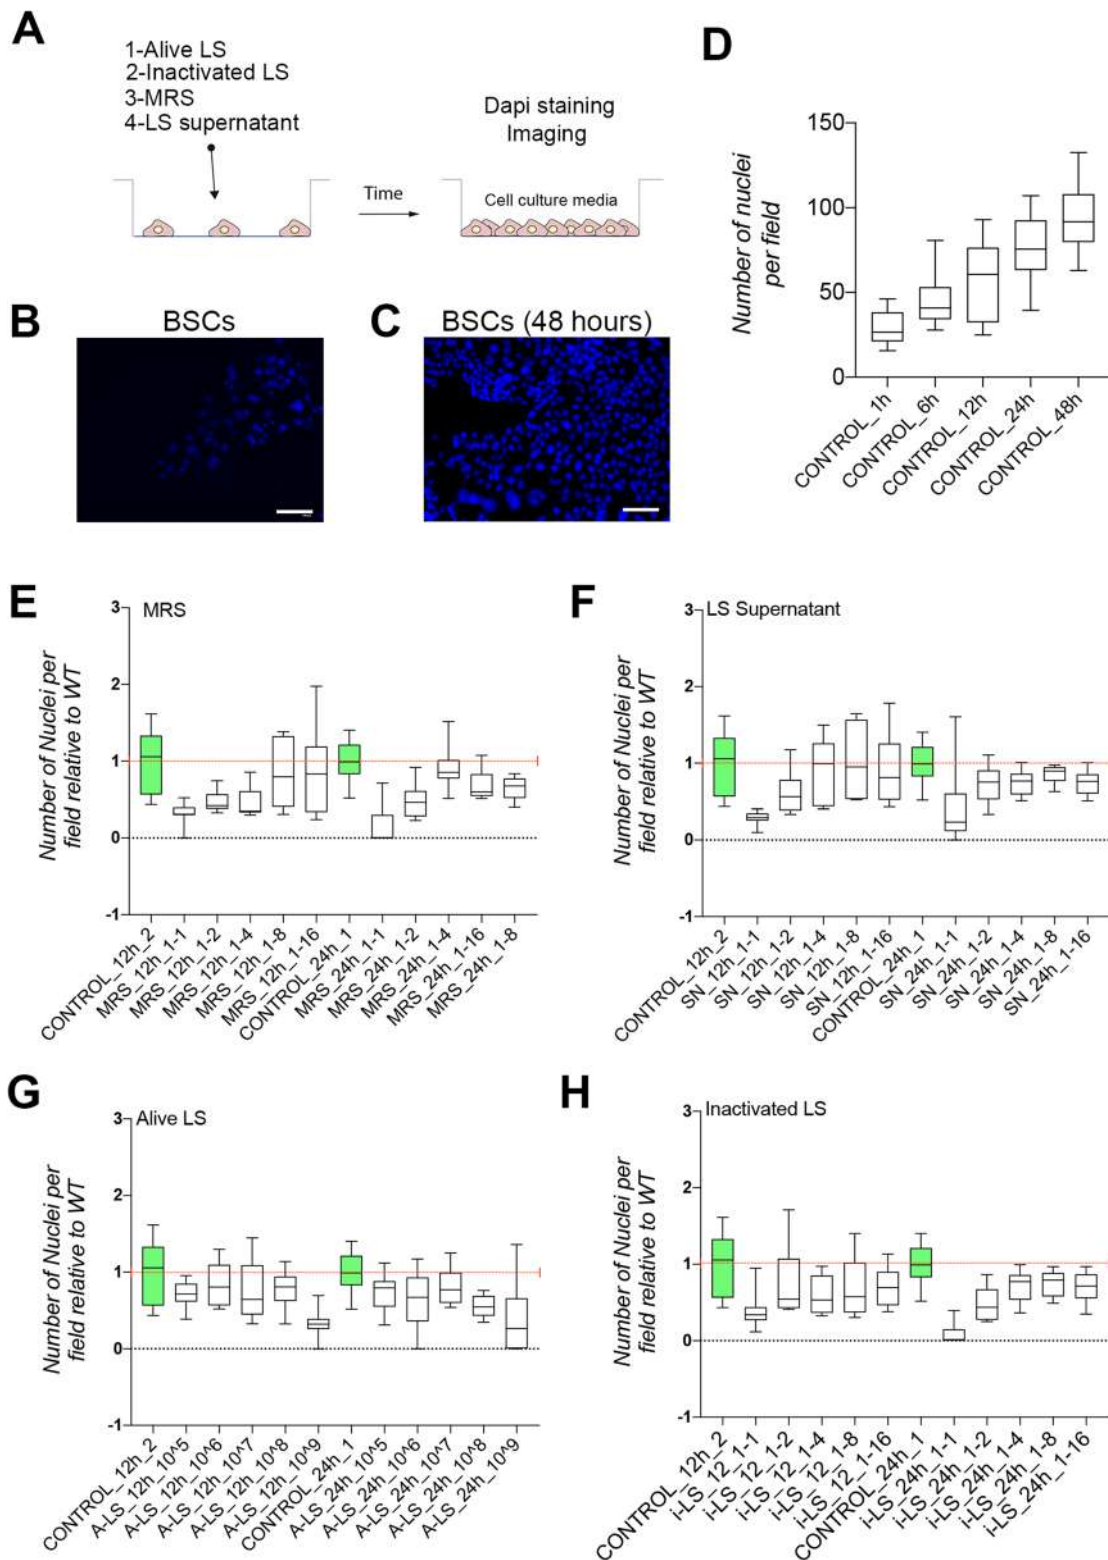 A
1-Alive LS
2-Inactivated LS
3-MRS
4-LS supernatant
Time
Dapi staining
Imaging
Cell culture media
B
BSCs
C
BSCs (48 hours)
D
Number of nuclei
per field
150
100
50
0
CONTROL_1h
CONTROL_6h
CONTROL_12h
CONTROL_24h
CONTROL_48h
E
MRS
Number of Nuclei per
field relative to WT
3
2
1
0
-1
CONTROL_12h_2
MRS_12h_1-1
MRS_12h_1-2
MRS_12h_1-4
MRS_12h_1-8
MRS_12h_1-16
CONTROL_24h_1
MRS_24h_1-1
MRS_24h_1-2
MRS_24h_1-4
MRS_24h_1-16
MRS_24h_1-8
F
LS Supernatant
Number of Nuclei per
field relative to WT
3
2
1
0
-1
CONTROL_12h_2
SN_12h_1-1
SN_12h_1-2
SN_12h_1-4
SN_12h_1-8
SN_12h_1-16
CONTROL_24h_1
SN_24h_1-1
SN_24h_1-2
SN_24h_1-4
SN_24h_1-8
SN_24h_1-16
G
Alive LS
Number of Nuclei per
field relative to WT
3
2
1
0
-1
CONTROL_12h_2
A-LS_12h_10^5
A-LS_12h_10^6
A-LS_12h_10^7
A-LS_12h_10^8
A-LS_12h_10^9
CONTROL_24h_1
A-LS_24h_10^5
A-LS_24h_10^6
A-LS_24h_10^7
A-LS_24h_10^8
A-LS_24h_10^9
H
Inactivated LS
Number of Nuclei per
field relative to WT
3
2
1
0
-1
CONTROL_12h_2
i-LS_12_1-1
i-LS_12_1-2
i-LS_12_1-4
i-LS_12_1-8
i-LS_12_1-16
CONTROL_24h_1
i-LS_24h_1-1
i-LS_24h_1-2
i-LS_24h_1-4
i-LS_24h_1-8
i-LS_24h_1-16